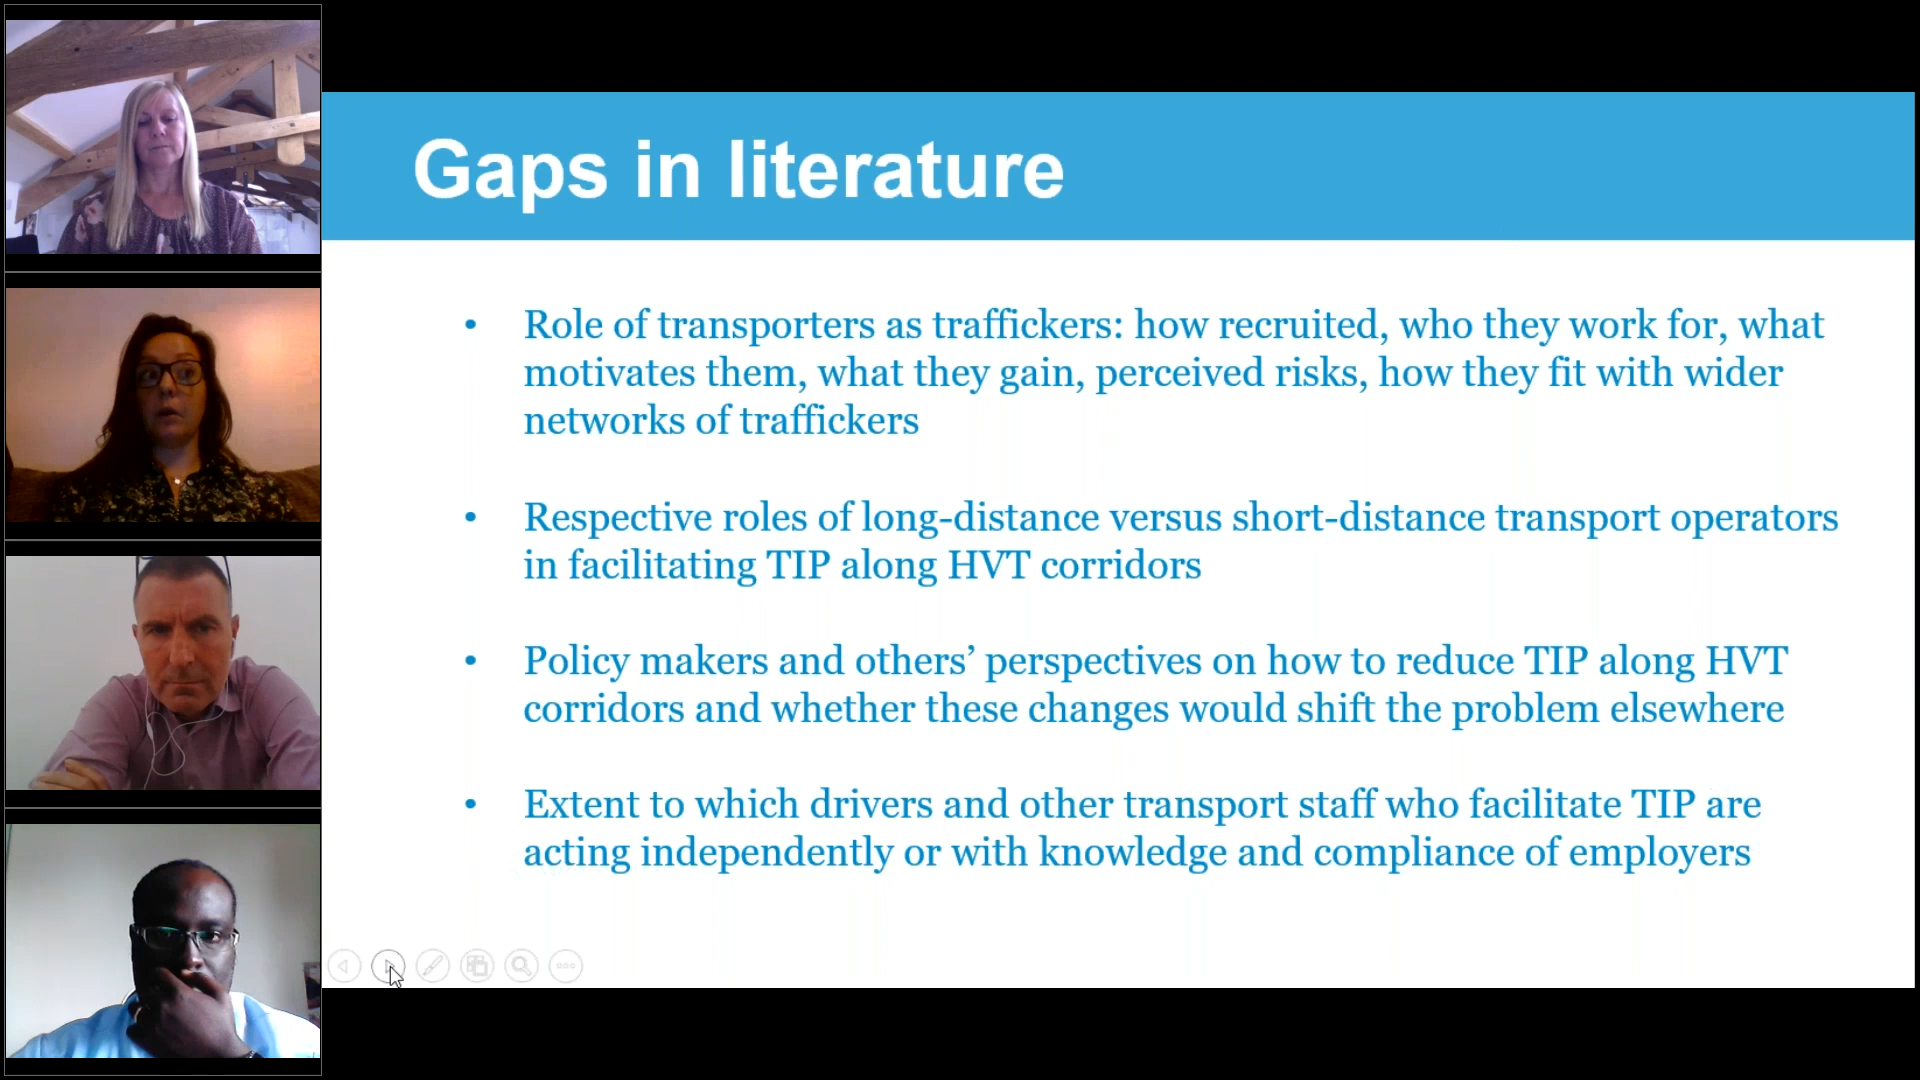 Gaps in literature
• Role of transporters as traffickers: how recruited, who they work for, what
motivates them, what they gain, perceived risks, how they fit with wider
networks of traffickers
• Respective roles of long-distance versus short-distance transport operators
in facilitating TIP along HVT corridors
• Policy makers and others’ perspectives on how to reduce TIP along HVT
corridors and whether these changes would shift the problem elsewhere
• Extent to which drivers and other transport staff who facilitate TIP are
acting independently or with knowledge and compliance of employers